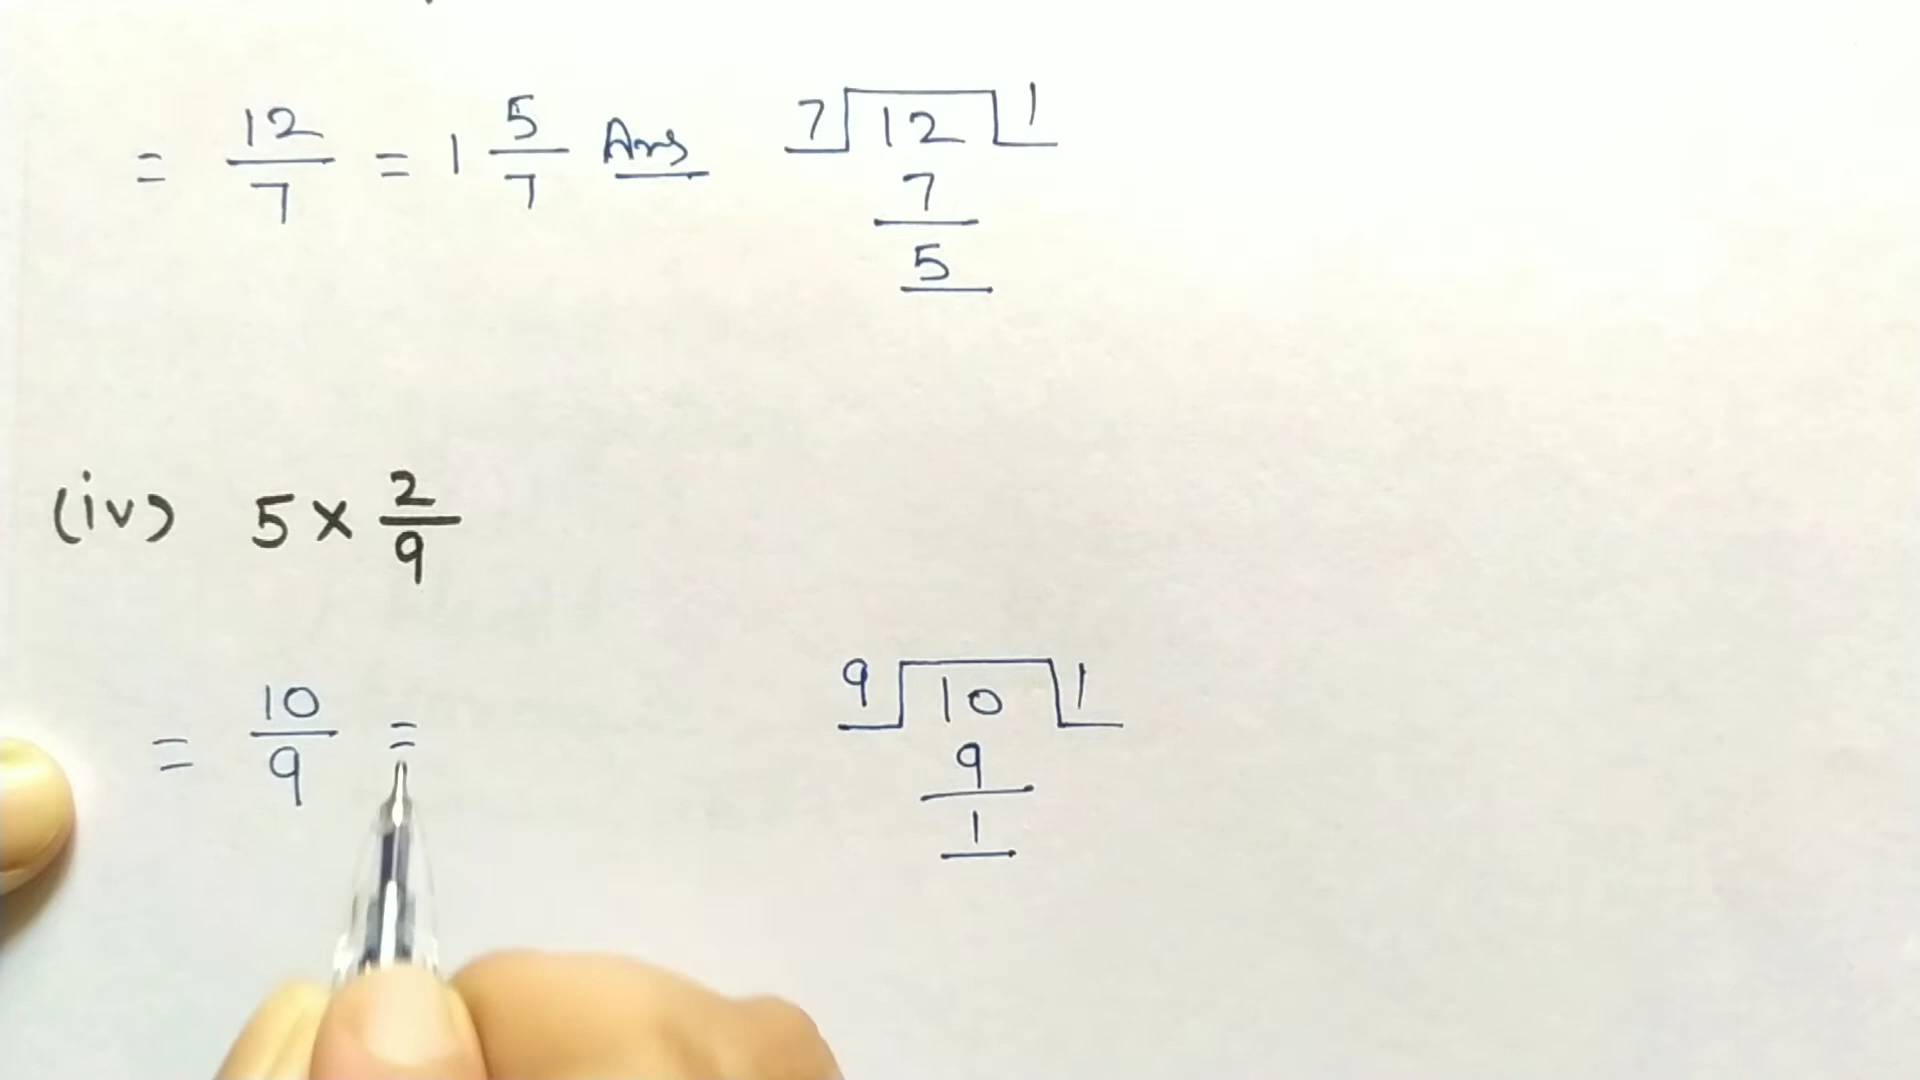 = 12/7 = 1 5/7 Ans
7 12 1
7
5
(iv) 5 × 2/9
= 10/9 =
9 10 1
9
1